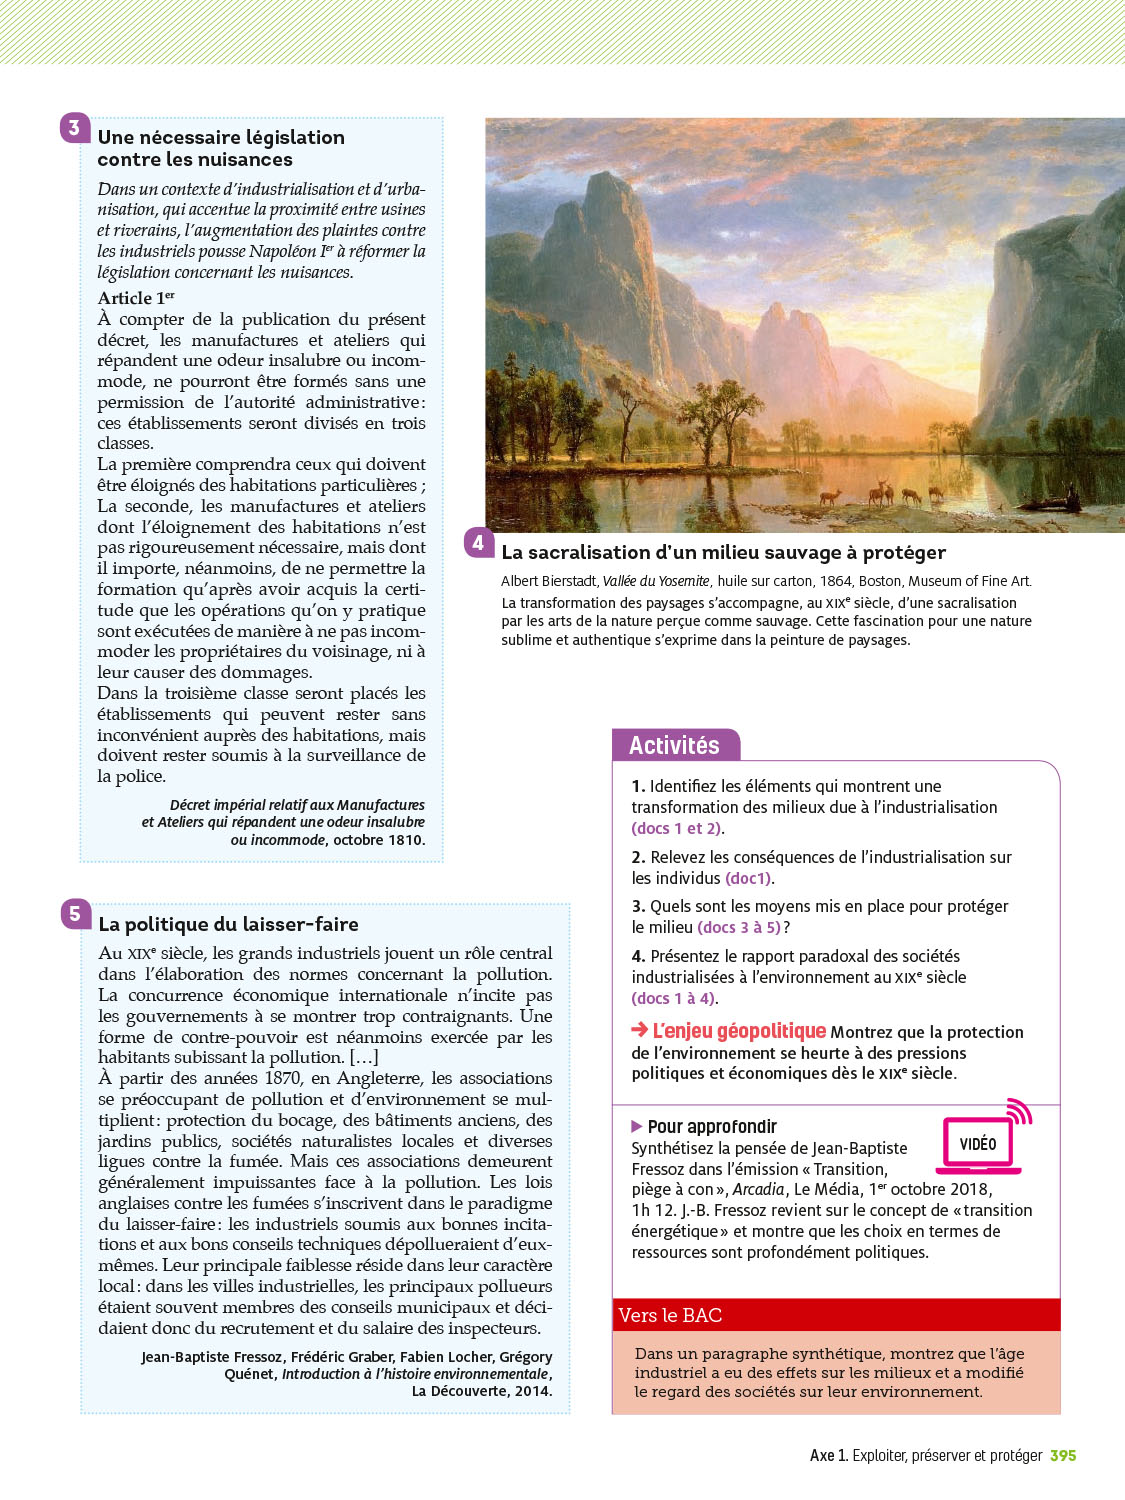 3
Une nécessaire législation
contre les nuisances
Dans un contexte d'industrialisation et d'urba-
nisation, qui accentue la proximité entre usines
et riverains, l'augmentation des plaintes contre
les industriels pousse Napoléon Ier à réformer la
législation concernant les nuisances.
Article 1er
À compter de la publication du présent
décret, les manufactures et ateliers qui
répandent une odeur insalubre ou incom-
mode, ne pourront être formés sans une
permission de l'autorité administrative :
ces établissements seront divisés en trois
classes.
La première comprendra ceux qui doivent
être éloignés des habitations particulières ;
La seconde, les manufactures et ateliers
dont l'éloignement des habitations n'est
pas rigoureusement nécessaire, mais dont
il importe, néanmoins, de ne permettre la
formation qu'après avoir acquis la certi-
tude que les opérations qu'on y pratique
sont exécutées de manière à ne pas incom-
moder les propriétaires du voisinage, ni à
leur causer des dommages.
Dans la troisième classe seront placés les
établissements qui peuvent rester sans
inconvénient auprès des habitations, mais
doivent rester soumis à la surveillance de
la police.
Décret impérial relatif aux Manufactures
et Ateliers qui répandent une odeur insalubre
ou incommode, octobre 1810.
4
La sacralisation d'un milieu sauvage à protéger
Albert Bierstadt, Vallée du Yosemite, huile sur carton, 1864, Boston, Museum of Fine Art.
La transformation des paysages s'accompagne, au XIXe siècle, d'une sacralisation
par les arts de la nature perçue comme sauvage. Cette fascination pour une nature
sublime et authentique s'exprime dans la peinture de paysages.
5
La politique du laisser-faire
Au XIXe siècle, les grands industriels jouent un rôle central
dans l'élaboration des normes concernant la pollution.
La concurrence économique internationale n'incite pas
les gouvernements à se montrer trop contraignants. Une
forme de contre-pouvoir est néanmoins exercée par les
habitants subissant la pollution. […]
À partir des années 1870, en Angleterre, les associations
se préoccupant de pollution et d'environnement se mul-
tiplient : protection du bocage, des bâtiments anciens, des
jardins publics, sociétés naturalistes locales et diverses
ligues contre la fumée. Mais ces associations demeurent
généralement impuissantes face à la pollution. Les lois
anglaises contre les fumées s'inscrivent dans le paradigme
du laisser-faire : les industriels soumis aux bonnes incita-
tions et aux bons conseils techniques dépollueraient d'eux-
mêmes. Leur principale faiblesse réside dans leur caractère
local : dans les villes industrielles, les principaux pollueurs
étaient souvent membres des conseils municipaux et déci-
daient donc du recrutement et du salaire des inspecteurs.
Jean-Baptiste Fressoz, Frédéric Graber, Fabien Locher, Grégory
Quénet, Introduction à l'histoire environnementale,
La Découverte, 2014.
Activités
1. Identifiez les éléments qui montrent une
transformation des milieux due à l'industrialisation
(docs 1 et 2).
2. Relevez les conséquences de l'industrialisation sur
les individus (doc1).
3. Quels sont les moyens mis en place pour protéger
le milieu (docs 3 à 5) ?
4. Présentez le rapport paradoxal des sociétés
industrialisées à l'environnement au XIXe siècle
(docs 1 à 4).
→ L'enjeu géopolitique Montrez que la protection
de l'environnement se heurte à des pressions
politiques et économiques dès le XIXe siècle.
▶ Pour approfondir
VIDÉO
Synthétisez la pensée de Jean-Baptiste
Fressoz dans l'émission « Transition,
piège à con », Arcadia, Le Média, 1er octobre 2018,
1h 12. J.-B. Fressoz revient sur le concept de « transition
énergétique » et montre que les choix en termes de
ressources sont profondément politiques.
Vers le BAC
Dans un paragraphe synthétique, montrez que l'âge
industriel a eu des effets sur les milieux et a modifié
le regard des sociétés sur leur environnement.
Axe 1. Exploiter, préserver et protéger 395